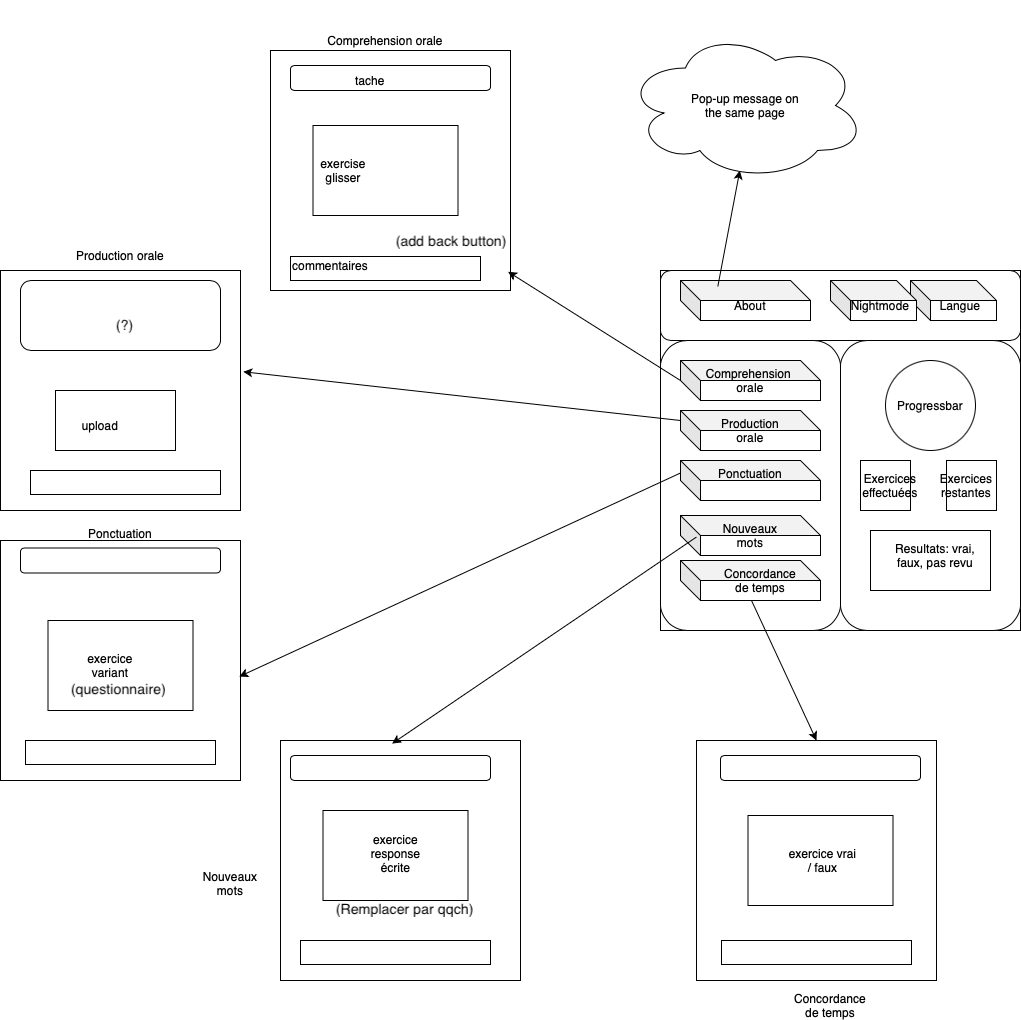 Comprehension orale
tache
exercise
glisser
(add back button)
commentaires
Pop-up message on
the same page
Production orale
(?)
upload
About
Nightmode
Langue
Comprehension
orale
Production
orale
Ponctuation
Nouveaux
mots
Concordance
de temps
Progressbar
Exercices
effectuées
Exercices
restantes
Resultats: vrai,
faux, pas revu
Ponctuation
exercice
variant
(questionnaire)
Nouveaux
mots
exercice
response
écrite
(Remplacer par qqch)
exercice vrai
/ faux
Concordance
de temps